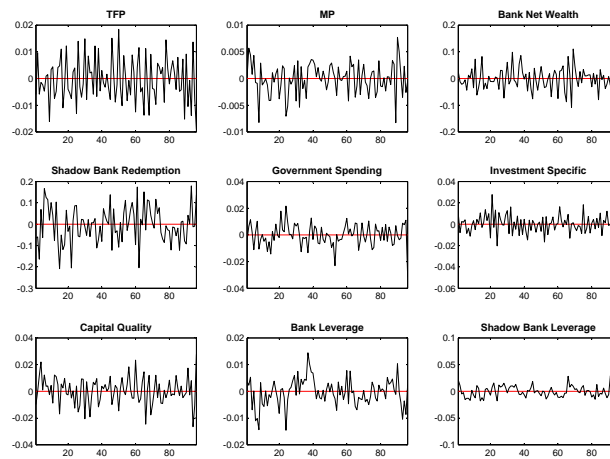 TFP
0.02
0.01
0
-0.01
-0.02
20 40 60 80
MP
0.01
0.005
0
-0.005
-0.01
20 40 60 80
Bank Net Wealth
0.2
0.1
0
-0.1
-0.2
20 40 60 80
Shadow Bank Redemption
0.2
0.1
0
-0.1
-0.2
-0.3
20 40 60 80
Government Spending
0.04
0.02
0
-0.02
-0.04
20 40 60 80
Investment Specific
0.04
0.02
0
-0.02
-0.04
-0.06
20 40 60 80
Capital Quality
0.04
0.02
0
-0.02
-0.04
20 40 60 80
Bank Leverage
0.02
0.01
0
-0.01
-0.02
20 40 60 80
Shadow Bank Leverage
0.1
0.05
0
-0.05
-0.1
20 40 60 80